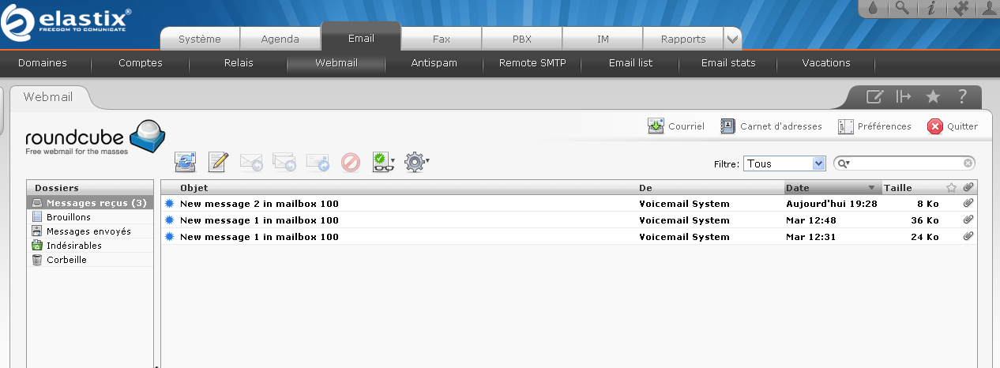 elastix®
FREEDOM TO COMUNICATE
Système Agenda Email Fax PBX IM Rapports
Domaines Comptes Relais Webmail Antispam Remote SMTP Email list Email stats Vacations
Webmail
roundcube
Free webmail for the masses
Courriel Carnet d'adresses Préférences Quitter
Filtre: Tous
Dossiers
Messages reçus (3)
Brouillons
Messages envoyés
Indésirables
Corbeille
Objet De Date Taille
New message 2 in mailbox 100 Voicemail System Aujourd'hui 19:28 8 Ko
New message 1 in mailbox 100 Voicemail System Mar 12:48 36 Ko
New message 1 in mailbox 100 Voicemail System Mar 12:31 24 Ko